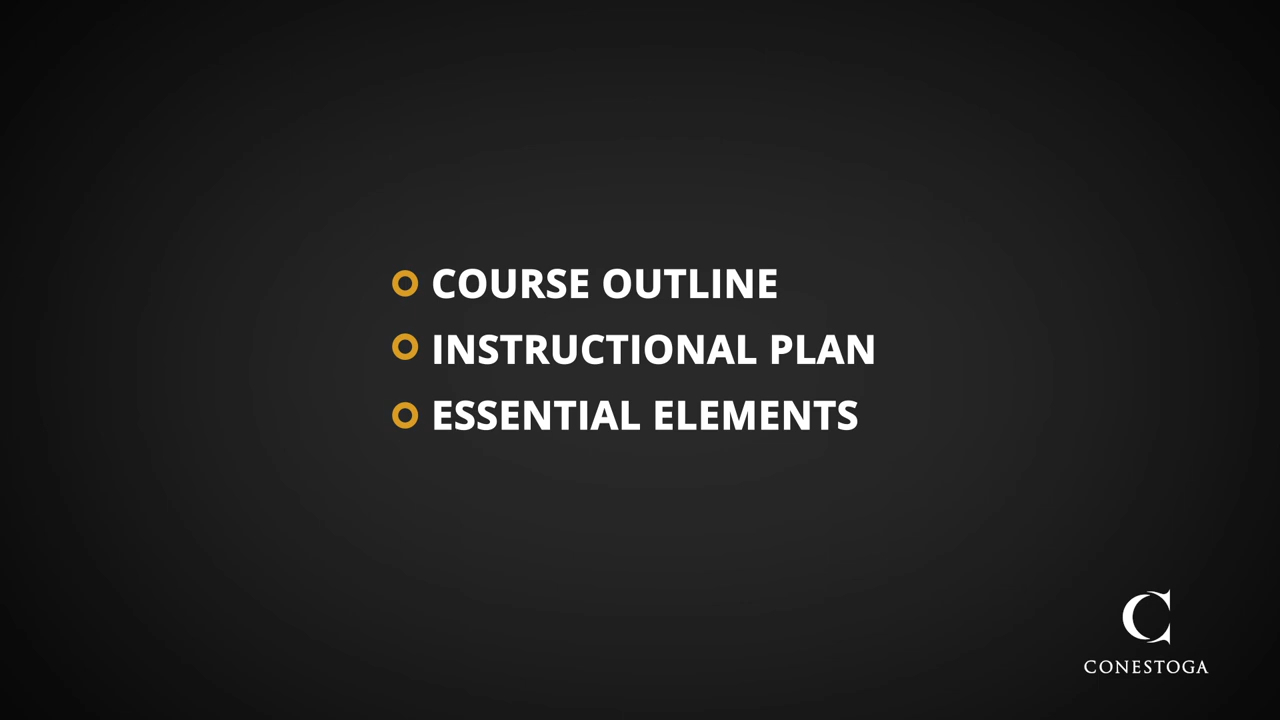 COURSE OUTLINE
INSTRUCTIONAL PLAN
ESSENTIAL ELEMENTS
C
CONESTOGA